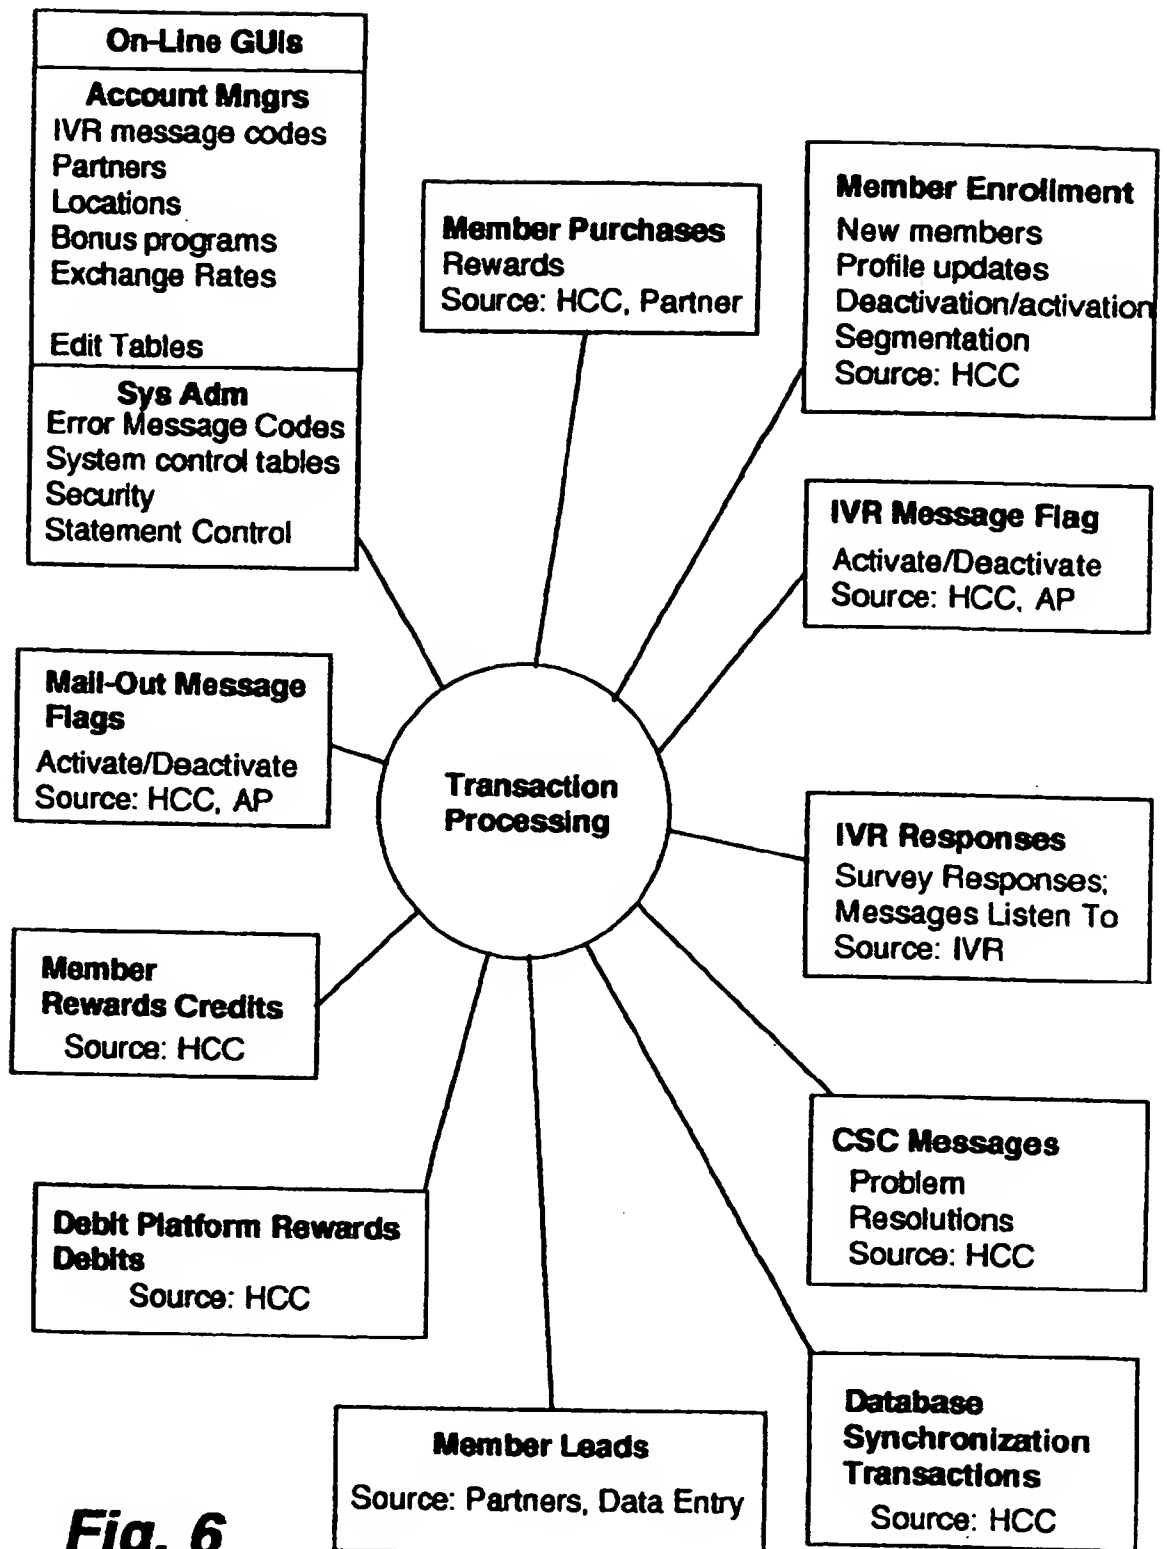 On-Line GUIs
Account Mngrs
IVR message codes
Partners
Locations
Bonus programs
Exchange Rates
Edit Tables
Sys Adm
Error Message Codes
System control tables
Security
Statement Control
Member Purchases
Rewards
Source: HCC, Partner
Member Enrollment
New members
Profile updates
Deactivation/activation
Segmentation
Source: HCC
IVR Message Flag
Activate/Deactivate
Source: HCC, AP
Mail-Out Message
Flags
Activate/Deactivate
Source: HCC, AP
Transaction
Processing
IVR Responses
Survey Responses;
Messages Listen To
Source: IVR
Member
Rewards Credits
Source: HCC
CSC Messages
Problem
Resolutions
Source: HCC
Debit Platform Rewards
Debits
Source: HCC
Database
Synchronization
Transactions
Source: HCC
Member Leads
Source: Partners, Data Entry
Fig. 6